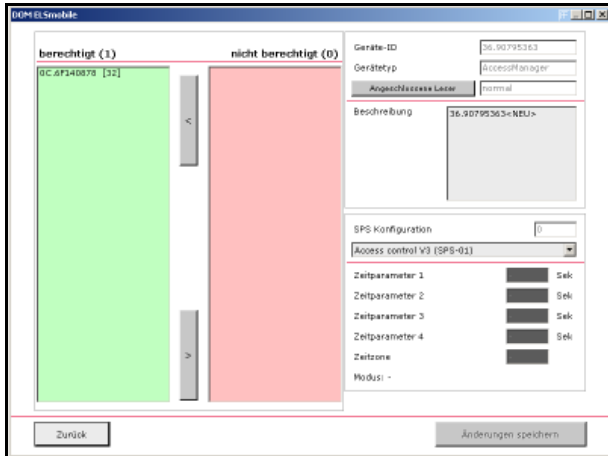 DOM ELSmobile
berechtigt (1)
nicht berechtigt (0)
0C.6F140878 [32]
<
>
Geräte-ID
36.90795363
Gerätetyp
AccessManager
Angeschlossene Leser
normal
Beschreibung
36.90795363<NEU>
SPS Konfiguration
0
Access control V3 (SPS-01)
Zeitparameter 1
Sek
Zeitparameter 2
Sek
Zeitparameter 3
Sek
Zeitparameter 4
Sek
Zeitzone
Modus: -
Zurück
Änderungen speichern